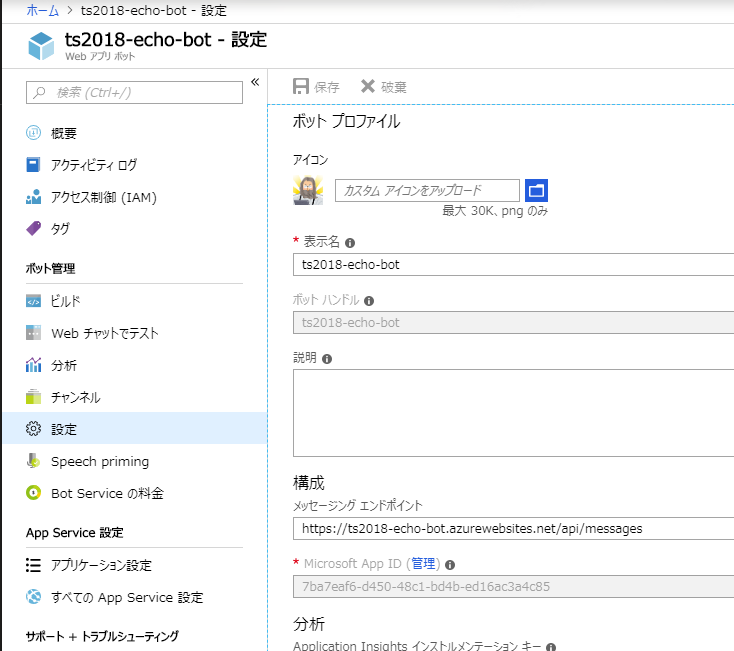 ホーム > ts2018-echo-bot - 設定
ts2018-echo-bot - 設定
Web アプリ ボット
検索 (Ctrl+/)
«
概要
アクティビティ ログ
アクセス制御 (IAM)
タグ
ボット管理
ビルド
Web チャットでテスト
分析
チャンネル
設定
Speech priming
Bot Service の料金
App Service 設定
アプリケーション設定
すべての App Service 設定
サポート + トラブルシューティング
保存 破棄
ボット プロファイル
アイコン
カスタム アイコンをアップロード
最大 30K、png のみ
* 表示名
ts2018-echo-bot
ボット ハンドル
ts2018-echo-bot
説明
構成
メッセージング エンドポイント
https://ts2018-echo-bot.azurewebsites.net/api/messages
* Microsoft App ID (管理)
7ba7eaf6-d450-48c1-bd4b-ed16ac3a4c85
分析
Application Insights インストルメンテーション キー